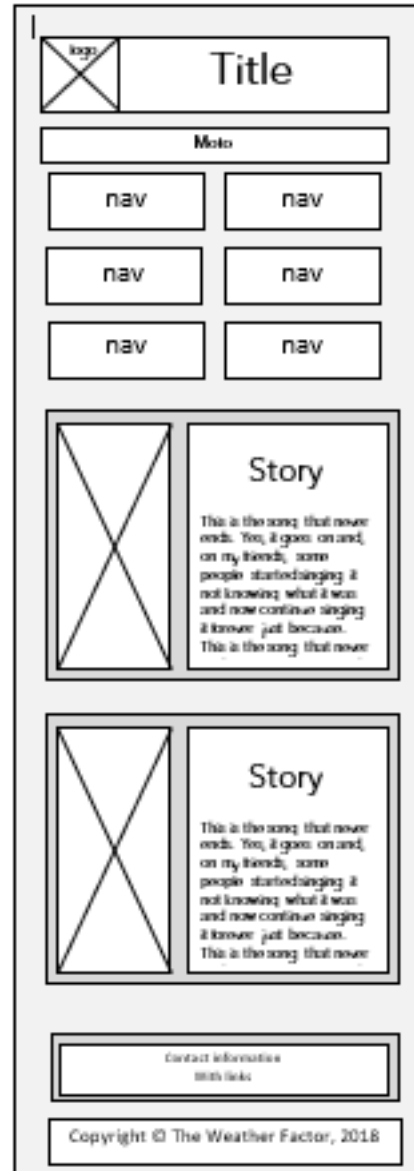 logo
Title
Moto
nav nav
nav nav
nav nav
Story
This is the song that never
ends. Yes, it goes on and,
on my friends, some
people started singing it
not knowing what it was
and now continue singing
it forever just because.
This is the song that never
Story
This is the song that never
ends. Yes, it goes on and,
on my friends, some
people started singing it
not knowing what it was
and now continue singing
it forever just because.
This is the song that never
Contact information
With links
Copyright © The Weather Factor, 2018